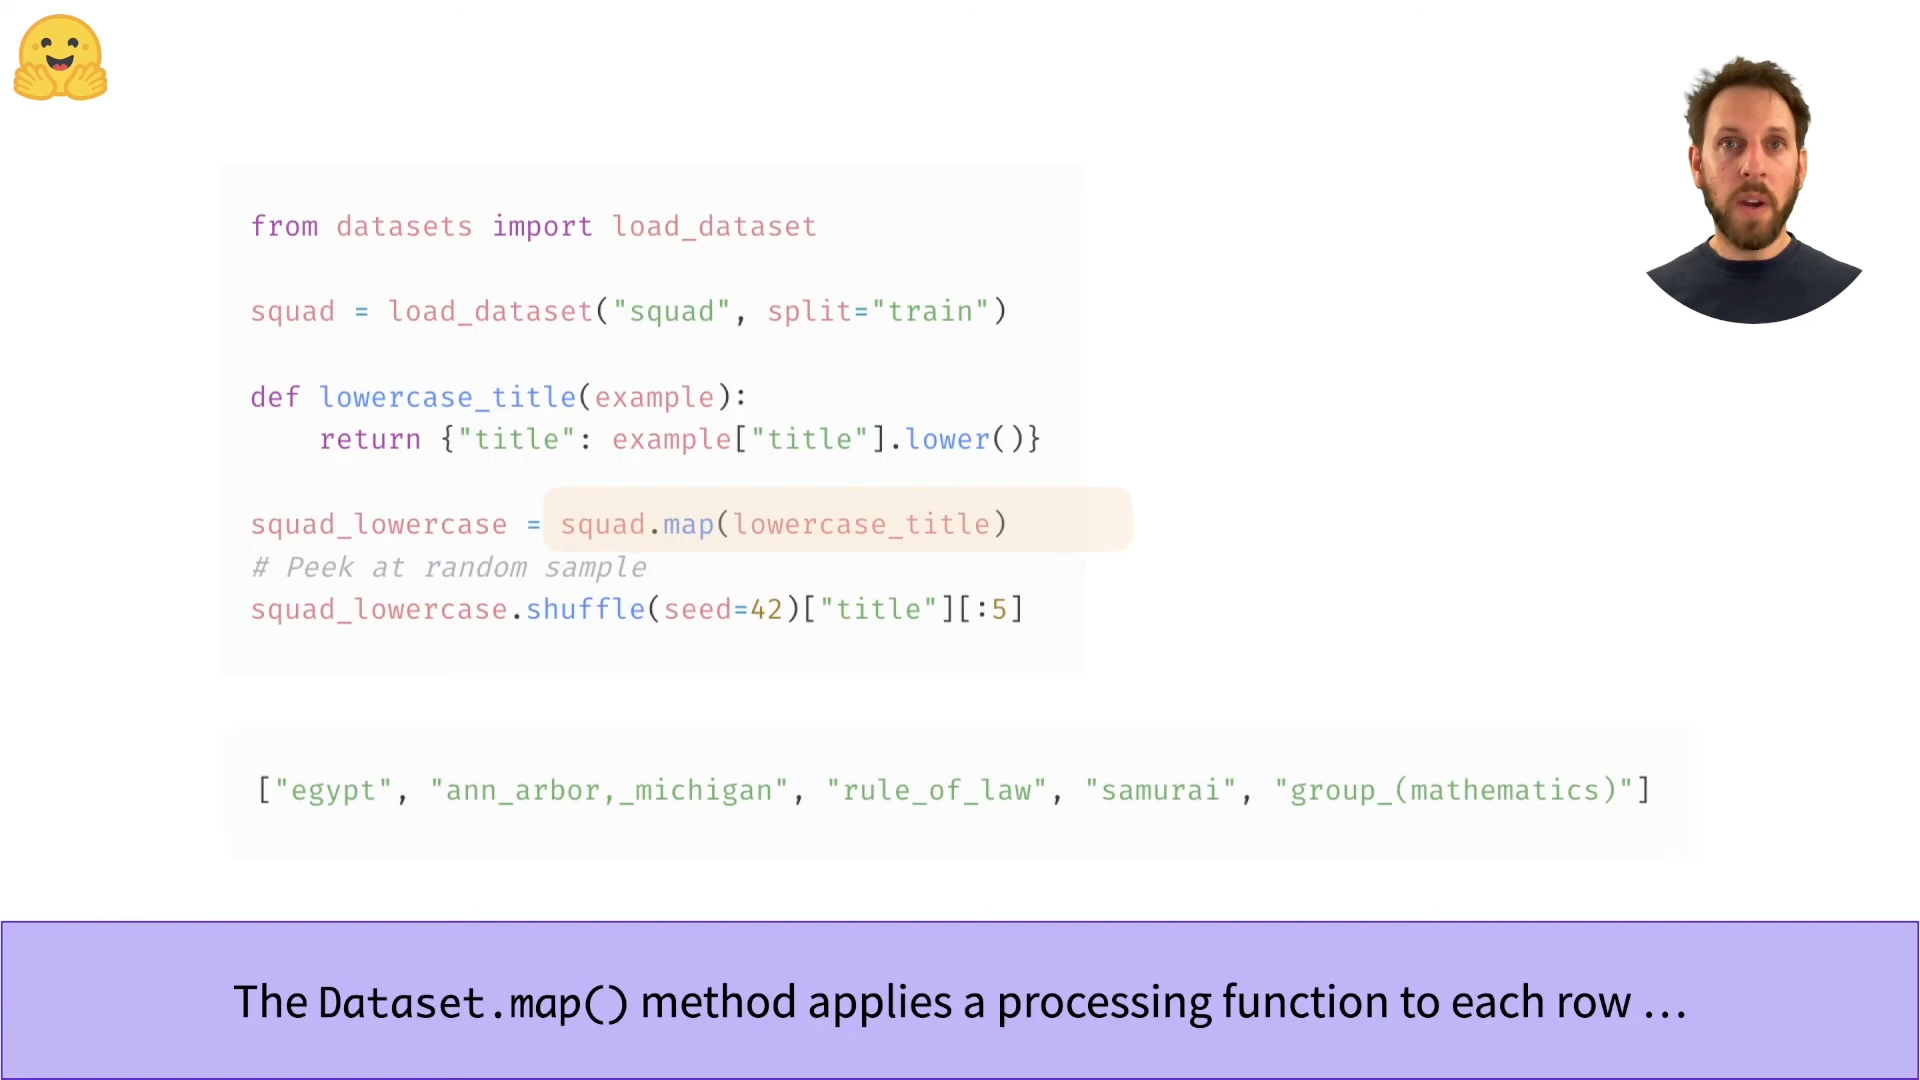 from datasets import load_dataset
squad = load_dataset("squad", split="train")
def lowercase_title(example):
    return {"title": example["title"].lower()}
squad_lowercase = squad.map(lowercase_title)
# Peek at random sample
squad_lowercase.shuffle(seed=42)["title"][:5]
["egypt", "ann_arbor,_michigan", "rule_of_law", "samurai", "group_(mathematics)"]
The Dataset.map() method applies a processing function to each row …